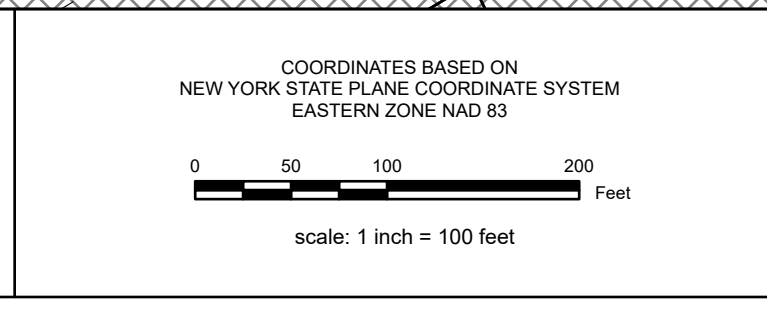 COORDINATES BASED ON
NEW YORK STATE PLANE COORDINATE SYSTEM
EASTERN ZONE NAD 83
0 50 100 200
Feet
scale: 1 inch = 100 feet